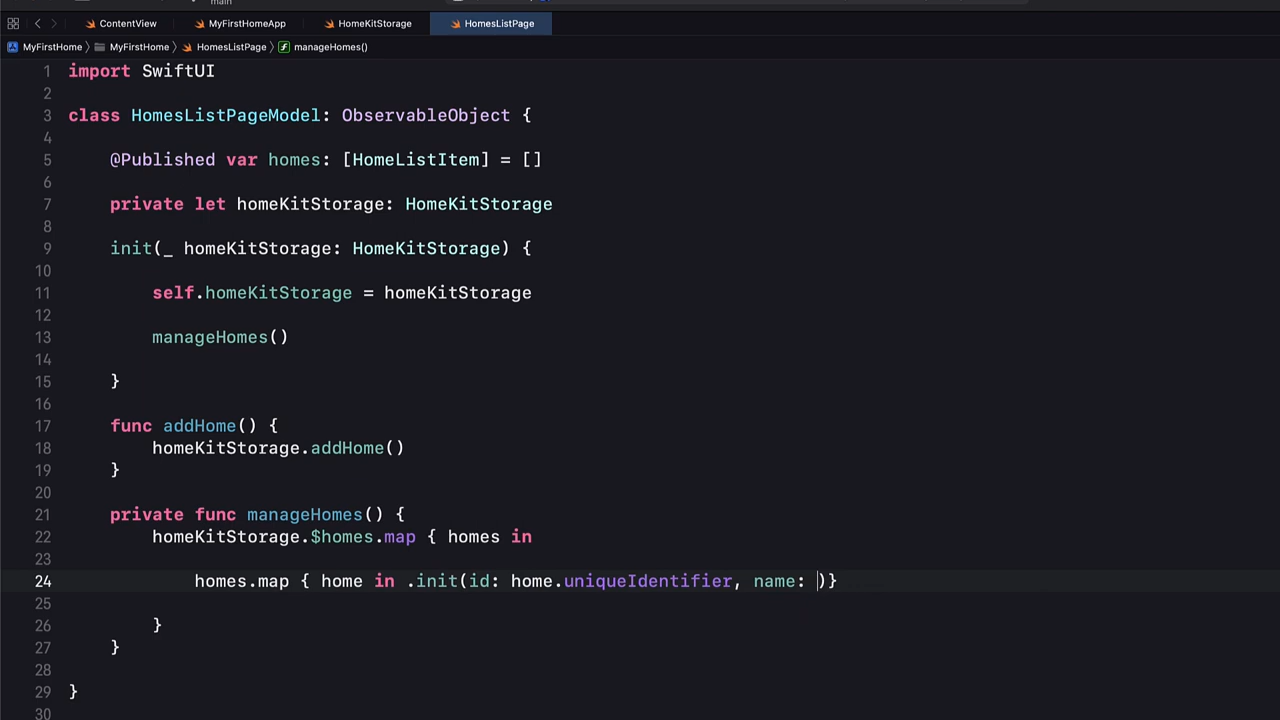 main
ContentView MyFirstHomeApp HomeKitStorage HomesListPage
MyFirstHome MyFirstHome HomesListPage manageHomes()
1 import SwiftUI
2
3 class HomesListPageModel: ObservableObject {
4
5 @Published var homes: [HomeListItem] = []
6
7 private let homeKitStorage: HomeKitStorage
8
9 init(_ homeKitStorage: HomeKitStorage) {
10
11 self.homeKitStorage = homeKitStorage
12
13 manageHomes()
14
15 }
16
17 func addHome() {
18 homeKitStorage.addHome()
19 }
20
21 private func manageHomes() {
22 homeKitStorage.$homes.map { homes in
23
24 homes.map { home in .init(id: home.uniqueIdentifier, name: )}
25
26 }
27 }
28
29 }
30